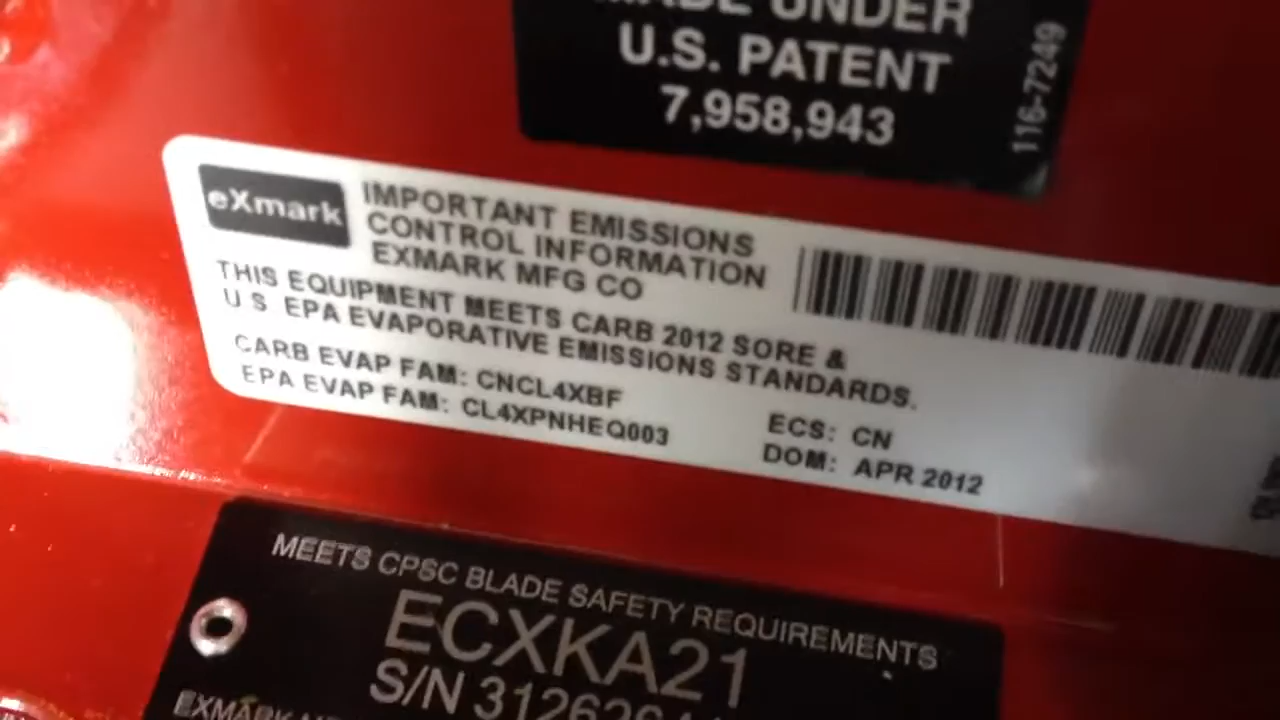 MADE UNDER
U.S. PATENT
7,958,943
116-7249
eXmark
IMPORTANT EMISSIONS
CONTROL INFORMATION
EXMARK MFG CO
THIS EQUIPMENT MEETS CARB 2012 SORE &
U S EPA EVAPORATIVE EMISSIONS STANDARDS.
CARB EVAP FAM: CNCL4XBF
EPA EVAP FAM: CL4XPNHEQ003
ECS: CN
DOM: APR 2012
MEETS CPSC BLADE SAFETY REQUIREMENTS
ECXKA21
S/N
EXMARK